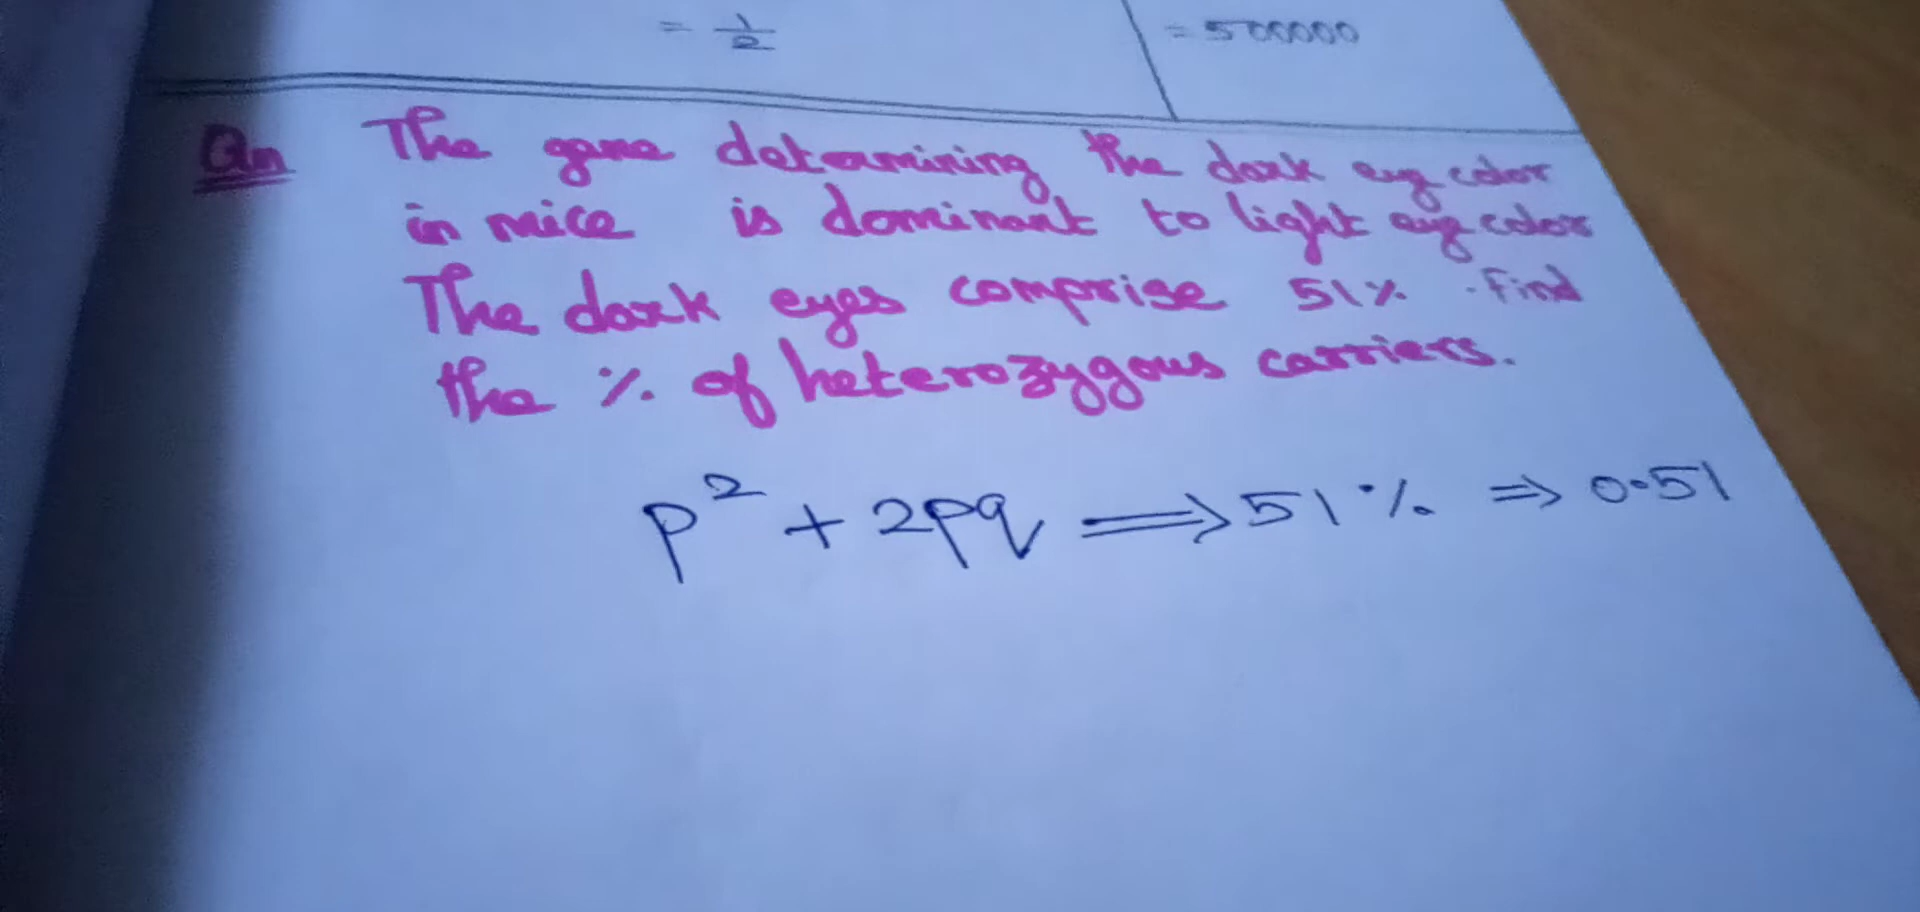 = 1/2
= 500000
Qn The gene determining the dark eye color
in mice is dominant to light eye color
The dark eyes comprise 51%. Find
the % of heterozygous carriers.
p² + 2pq ⟹ 51% ⟹ 0.51